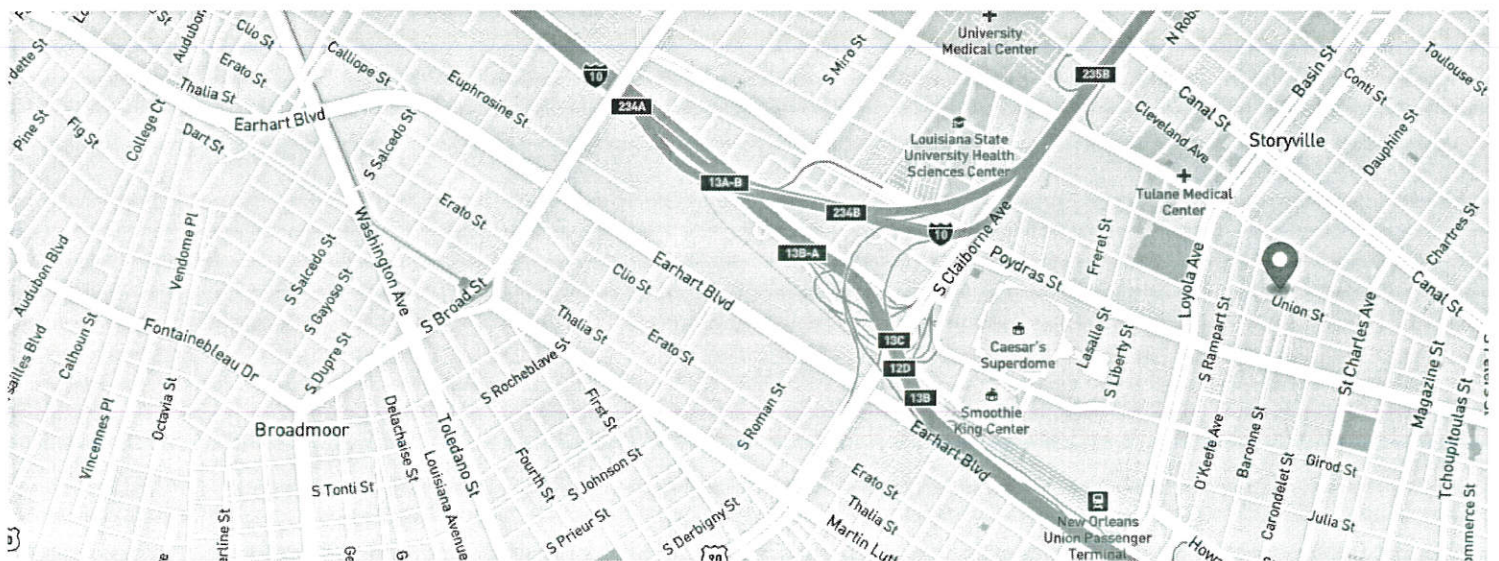 Clio St
Audubon
Erato St
Calliope St
Thalia St
Pine St
Fig St
College Ct
Dart St
Earhart Blvd
Euphrosine St
S Salcedo St
Erato St
10
234A
13A-B
234B
13B-A
10
235B
S Miro St
University
Medical Center
Louisiana State
University Health
Sciences Center
N Rob
Basin St
Conti St
Toulouse St
Canal St
Cleveland Ave
Storyville
Dauphine St
Tulane Medical
Center
Chartres St
Canal St
Audubon Blvd
Vendome Pl
S Salcedo St
S Gayoso St
Washington Ave
S Broad St
Clio St
Earhart Blvd
S Claiborne Ave
Poydras St
Freret St
Loyola Ave
Union St
S Rampart St
St Charles Ave
Magazine St
Tchoupitoulas St
Calhoun St
Fontainebleau Dr
S Dupre St
Thalia St
Erato St
S Rocheblave St
13C
12D
13B
Caesar's
Superdome
Lasalle St
S Liberty St
Smoothie
King Center
Vincennes Pl
Octavia St
Broadmoor
Delachaise St
Toledano St
Louisiana Avenue
First St
Fourth St
S Roman St
S Johnson St
Earhart Blvd
O'Keefe Ave
Baronne St
Carondelet St
Girod St
Julia St
S Tonti St
S Prieur St
S Derbigny St
Erato St
Thalia St
Martin Lut
90
New Orleans
Union Passenger
Terminal
How
ommerce St
erline St